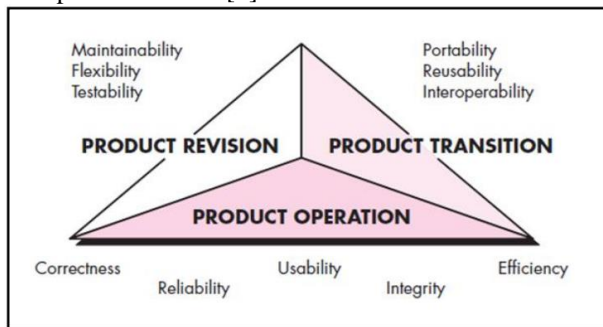 Maintainability
Flexibility
Testability
Portability
Reusability
Interoperability
PRODUCT REVISION
PRODUCT TRANSITION
PRODUCT OPERATION
Correctness
Usability
Efficiency
Reliability
Integrity